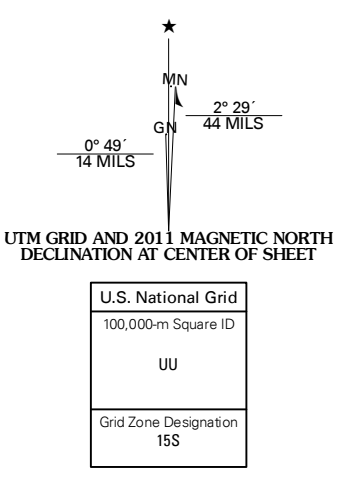 ★
MN
2° 29´
44 MILS
GN
0° 49´
14 MILS
UTM GRID AND 2011 MAGNETIC NORTH
DECLINATION AT CENTER OF SHEET
U.S. National Grid
100,000-m Square ID
UU
Grid Zone Designation
15S